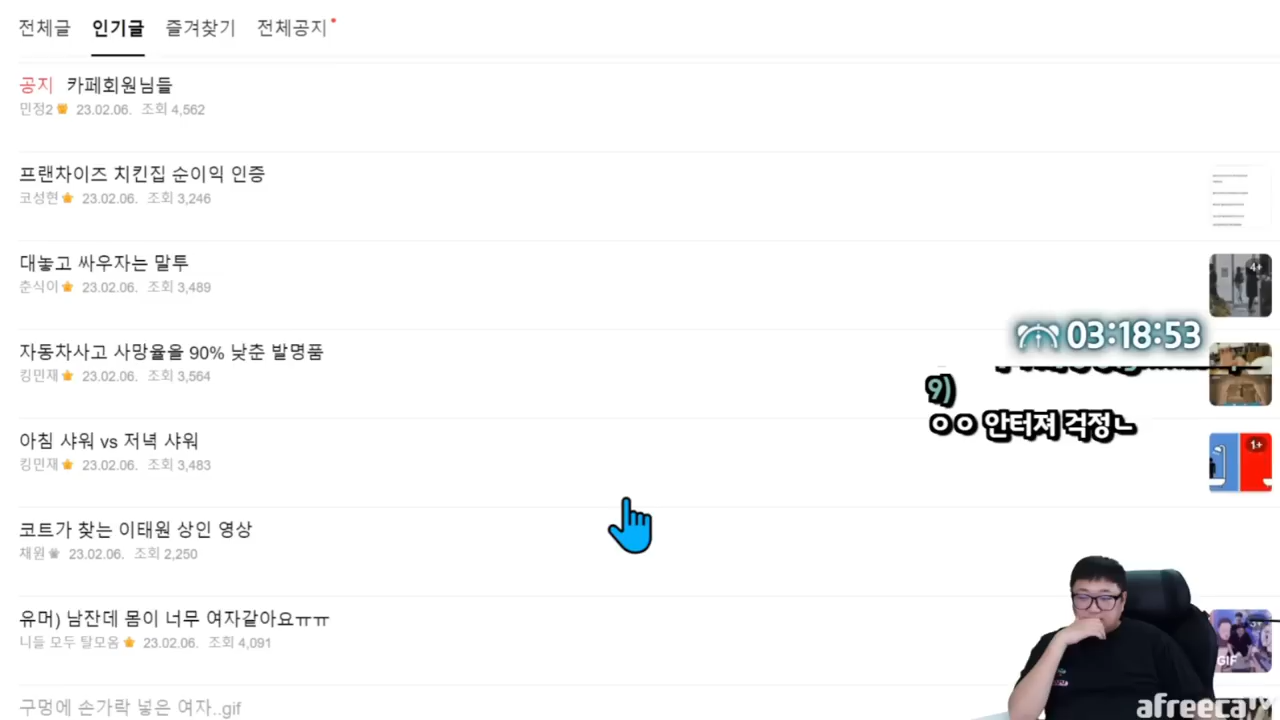 전체글 인기글 즐겨찾기 전체공지
공지 카페회원님들
민정2 23.02.06. 조회 4,562
프랜차이즈 치킨집 순이익 인증
코성현 23.02.06. 조회 3,246
대놓고 싸우자는 말투
춘식이 23.02.06. 조회 3,489
4+
03:18:53
자동차사고 사망율을 90% 낮춘 발명품
킹민재 23.02.06. 조회 3,564
9)
ㅇㅇ 안터져 걱정ㄴ
아침 샤워 vs 저녁 샤워
킹민재 23.02.06. 조회 3,483
1+
코트가 찾는 이태원 상인 영상
채원 23.02.06. 조회 2,250
유머) 남잔데 몸이 너무 여자같아요ㅠㅠ
니들 모두 탈모옴 23.02.06. 조회 4,091
GIF
구멍에 손가락 넣은 여자..gif
afreecaTV